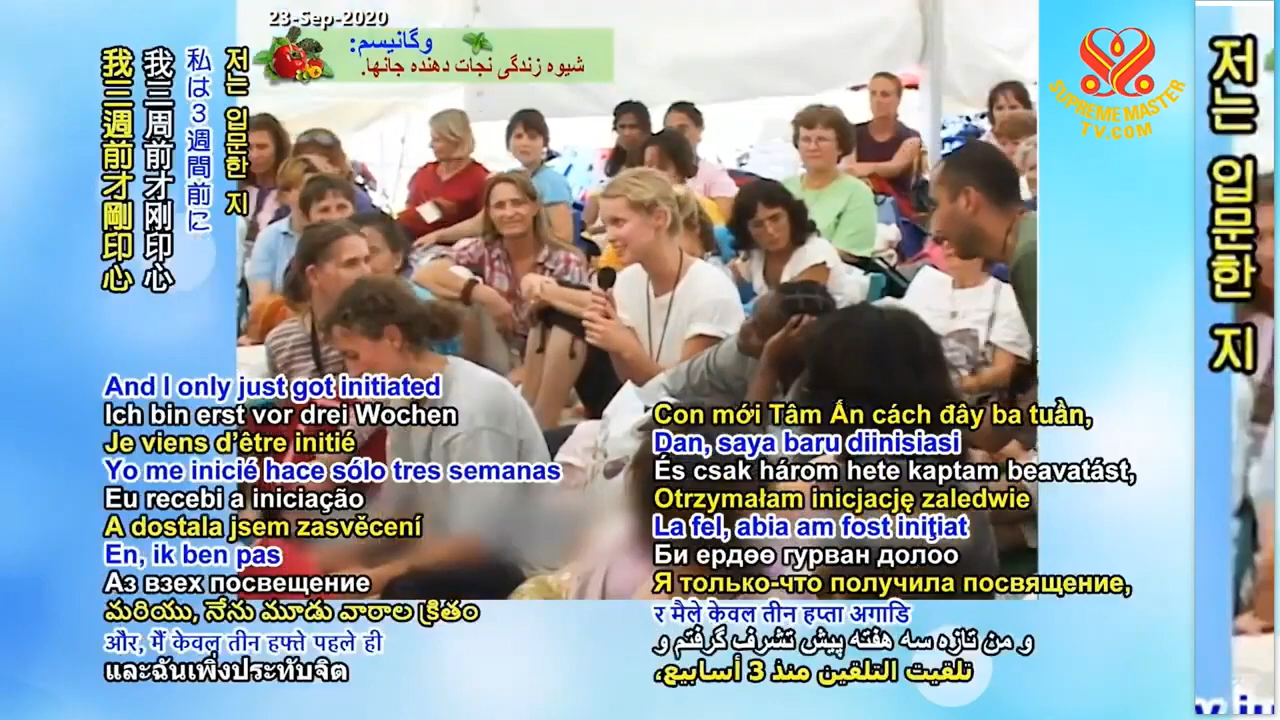 23-Sep-2020
وگانیسم:
شیوه زندگی نجات دهنده جانها.
SUPREME MASTER
TV.COM
我三週前才剛印心
我三周前才刚印心
私は３週間前に
저는 입문한 지
저는 입문한 지
And I only just got initiated
Ich bin erst vor drei Wochen
Je viens d'être initié
Yo me inicié hace sólo tres semanas
Eu recebi a iniciação
A dostala jsem zasvěcení
En, ik ben pas
Аз взех посвещение
మరియు, నేను మూడు వారాల క్రితం
और, मैं केवल तीन हफ्ते पहले ही
และฉันเพิ่งประทับจิต
Con mới Tâm Ấn cách đây ba tuần,
Dan, saya baru diinisiasi
És csak három hete kaptam beavatást,
Otrzymałam inicjację zaledwie
La fel, abia am fost iniţiat
Би ердөө гурван долоо
Я только-что получила посвящение,
र मैले केवल तीन हप्ता अगाडि
و من تازه سه هفته پیش تشرف گرفتم و
تلقيت التلقين منذ 3 أسابيع،